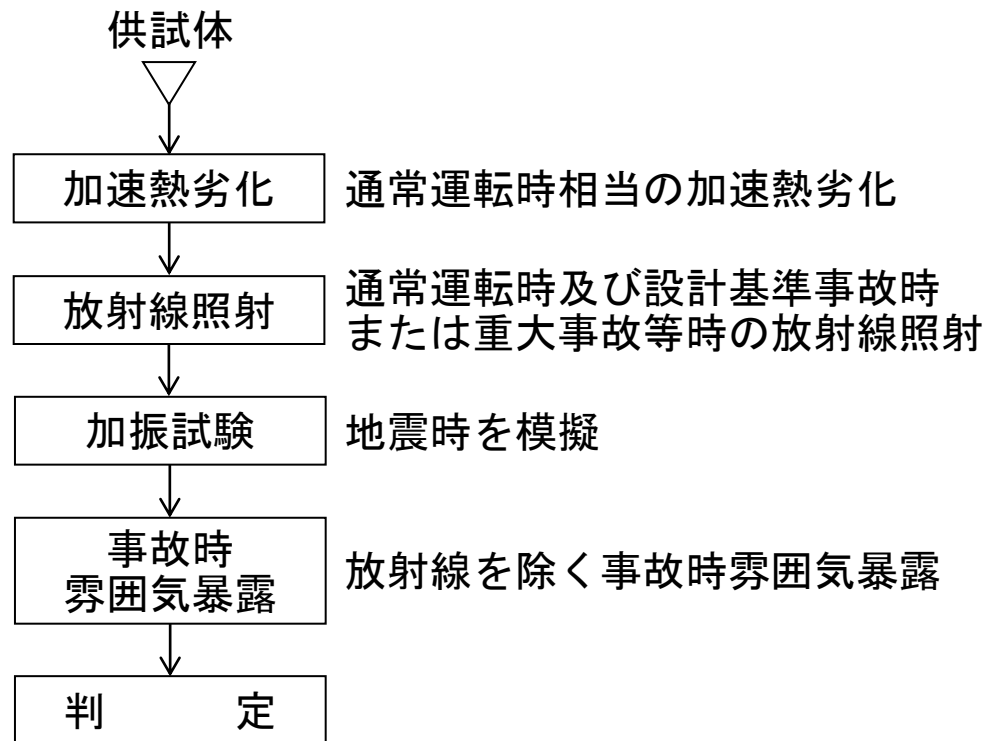 供試体
加速熱劣化
通常運転時相当の加速熱劣化
放射線照射
通常運転時及び設計基準事故時
または重大事故等時の放射線照射
加振試験
地震時を模擬
事故時
雰囲気暴露
放射線を除く事故時雰囲気暴露
判　　　定